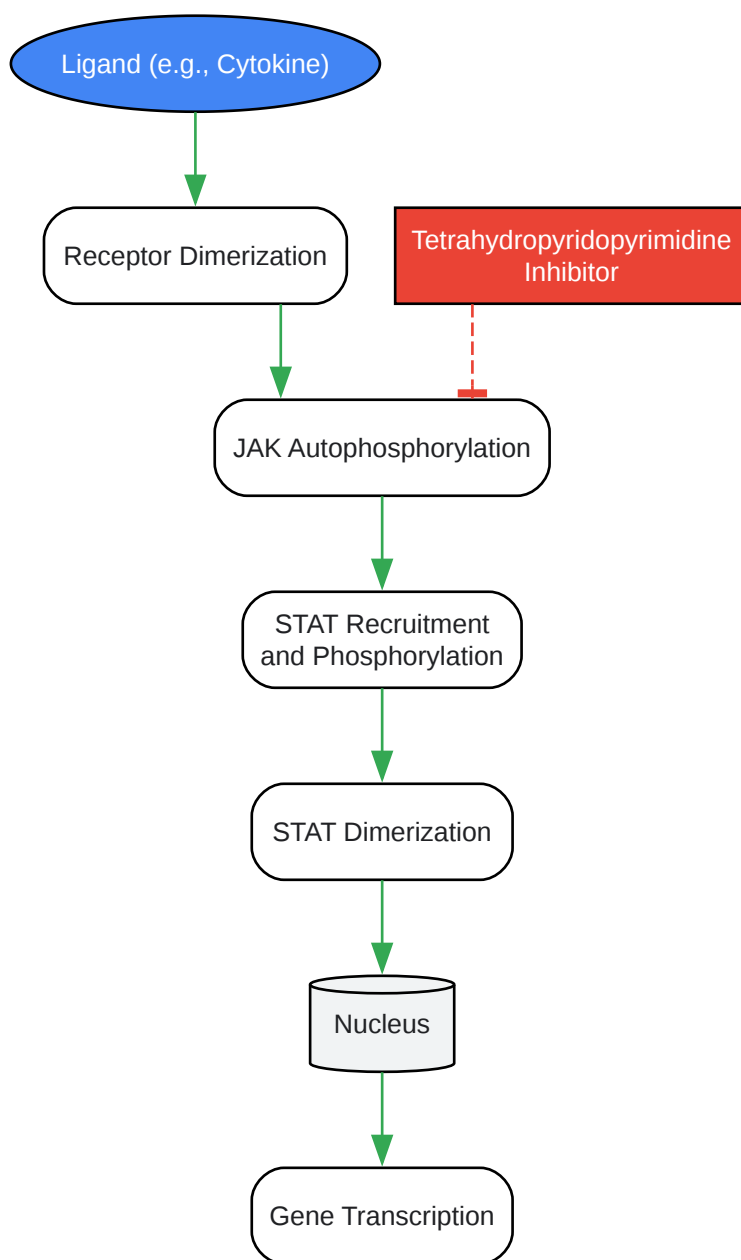 Ligand (e.g., Cytokine)
Receptor Dimerization
Tetrahydropyridopyrimidine
Inhibitor
JAK Autophosphorylation
STAT Recruitment
and Phosphorylation
STAT Dimerization
Nucleus
Gene Transcription